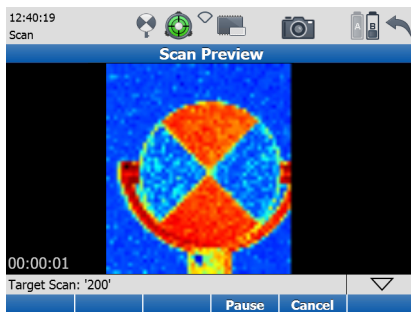 12:40:19
Scan
A B
Scan Preview
00:00:01
Target Scan: '200'
Pause Cancel